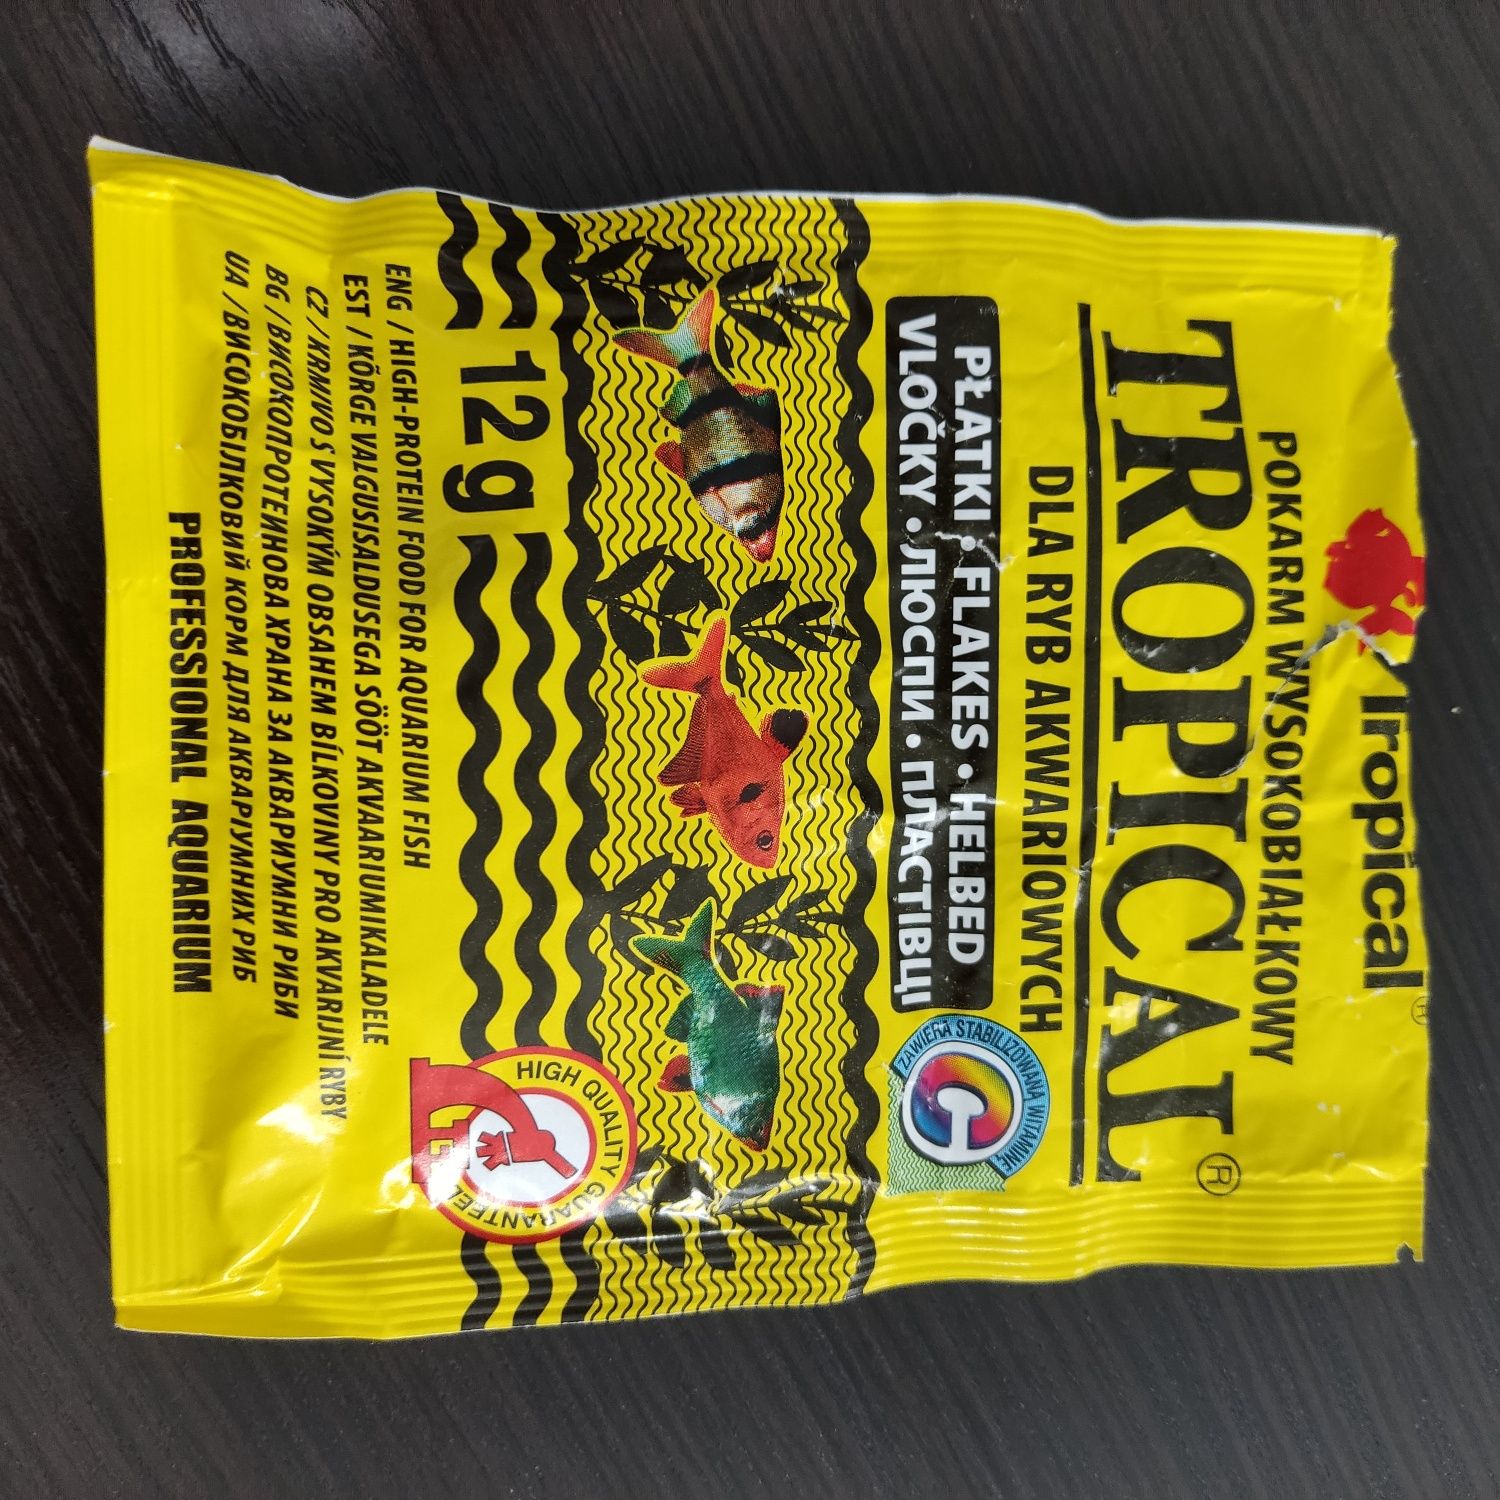 Tropical®
POKARM WYSOKOBIAŁKOWY
TROPICAL®
DLA RYB AKWARIOWYCH
PŁATKI • FLAKES • HELBED
VLOČKY • ЛЮСПИ • ПЛАСТІВЦІ
ZAWIERA STABILIZOWANĄ WITAMINĘ
C
12 g
HIGH QUALITY GUARANTEE
ENG / HIGH-PROTEIN FOOD FOR AQUARIUM FISH
EST / KÕRGE VALGUSISALDUSEGA SÖÖT AKVAARIUMIKALADELE
CZ / KRMIVO S VYSOKÝM OBSAHEM BÍLKOVINY PRO AKVARIJNÍ RYBY
BG / ВИСОКОПРОТЕИНОВА ХРАНА ЗА АКВАРИУМНИ РИБИ
UA / ВИСОКОБІЛКОВИЙ КОРМ ДЛЯ АКВАРІУМНИХ РИБ
PROFESSIONAL AQUARIUM